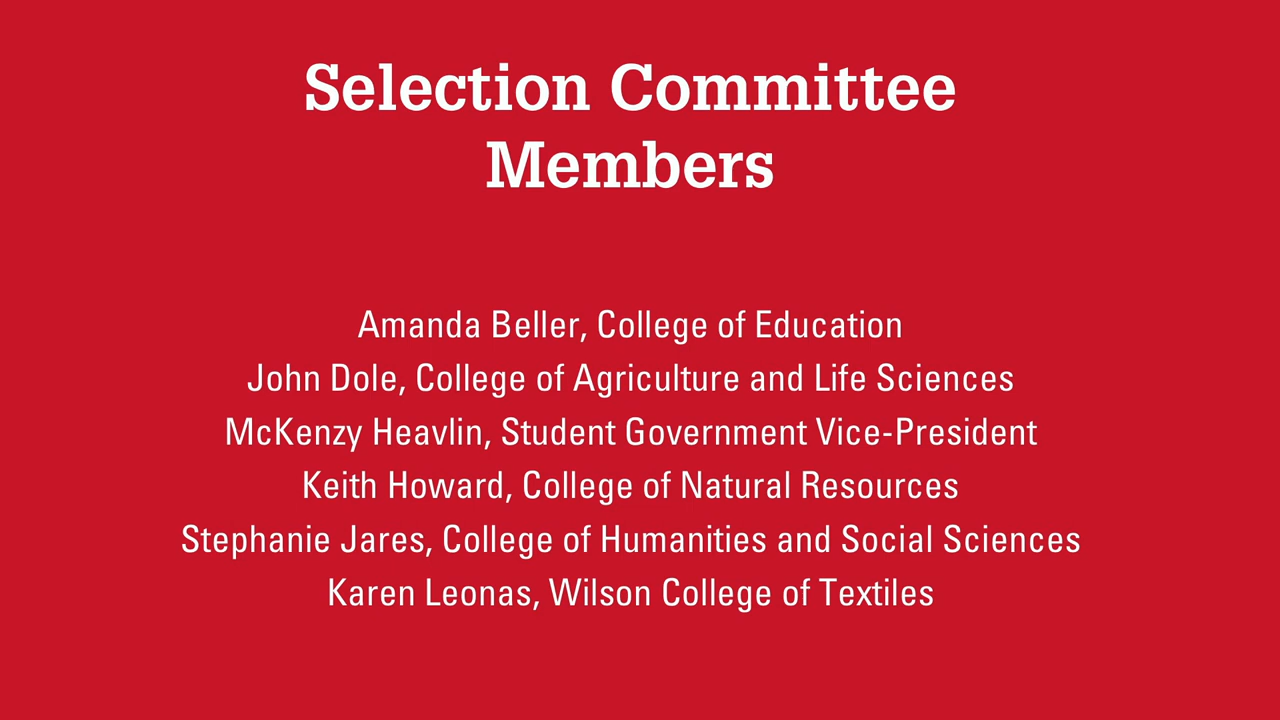 Selection Committee
Members
Amanda Beller, College of Education
John Dole, College of Agriculture and Life Sciences
McKenzy Heavlin, Student Government Vice-President
Keith Howard, College of Natural Resources
Stephanie Jares, College of Humanities and Social Sciences
Karen Leonas, Wilson College of Textiles